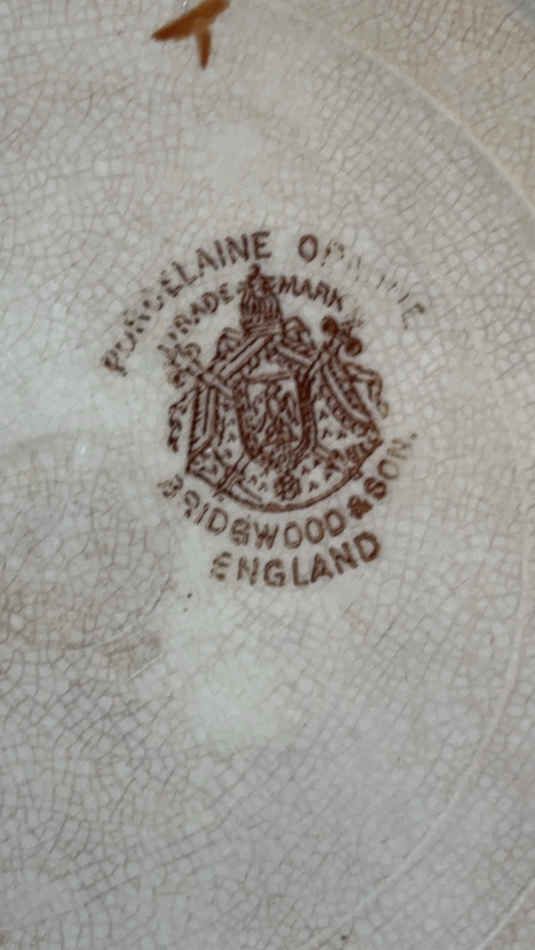 PORCELAINE OPAQUE
TRADE MARK
BRIDGWOOD & SON.
ENGLAND